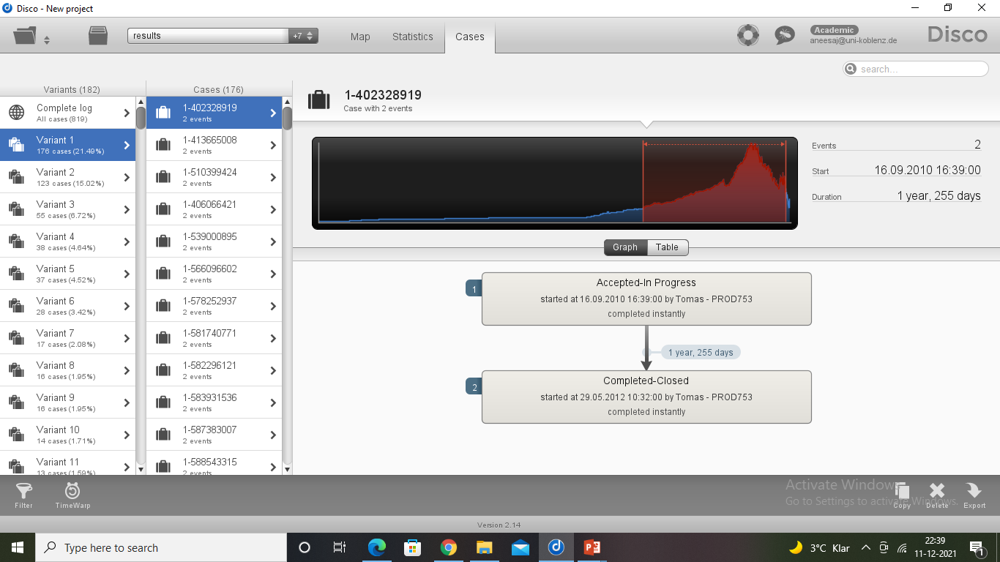 Disco - New project
results
+7
Map
Statistics
Cases
Academic
aneesaj@uni-koblenz.de
Disco
search...
Variants (182)
Complete log
All cases (819)
Variant 1
176 cases (21.49%)
Variant 2
123 cases (15.02%)
Variant 3
55 cases (6.72%)
Variant 4
38 cases (4.64%)
Variant 5
37 cases (4.52%)
Variant 6
28 cases (3.42%)
Variant 7
17 cases (2.08%)
Variant 8
16 cases (1.95%)
Variant 9
16 cases (1.95%)
Variant 10
14 cases (1.71%)
Variant 11
13 cases (1.59%)
Cases (176)
1-402328919
2 events
1-413665008
2 events
1-510399424
2 events
1-406066421
2 events
1-539000895
2 events
1-566096602
2 events
1-578252937
2 events
1-581740771
2 events
1-582296121
2 events
1-583931536
2 events
1-587383007
2 events
1-588543315
2 events
1-402328919
Case with 2 events
Events 2
Start 16.09.2010 16:39:00
Duration 1 year, 255 days
Graph
Table
1
Accepted-In Progress
started at 16.09.2010 16:39:00 by Tomas - PROD753
completed instantly
1 year, 255 days
2
Completed-Closed
started at 29.05.2012 10:32:00 by Tomas - PROD753
completed instantly
Filter
TimeWarp
Activate Windows
Go to Settings to activate Windows.
Copy
Delete
Export
Version 2.14
Type here to search
3°C Klar
22:39
11-12-2021
1